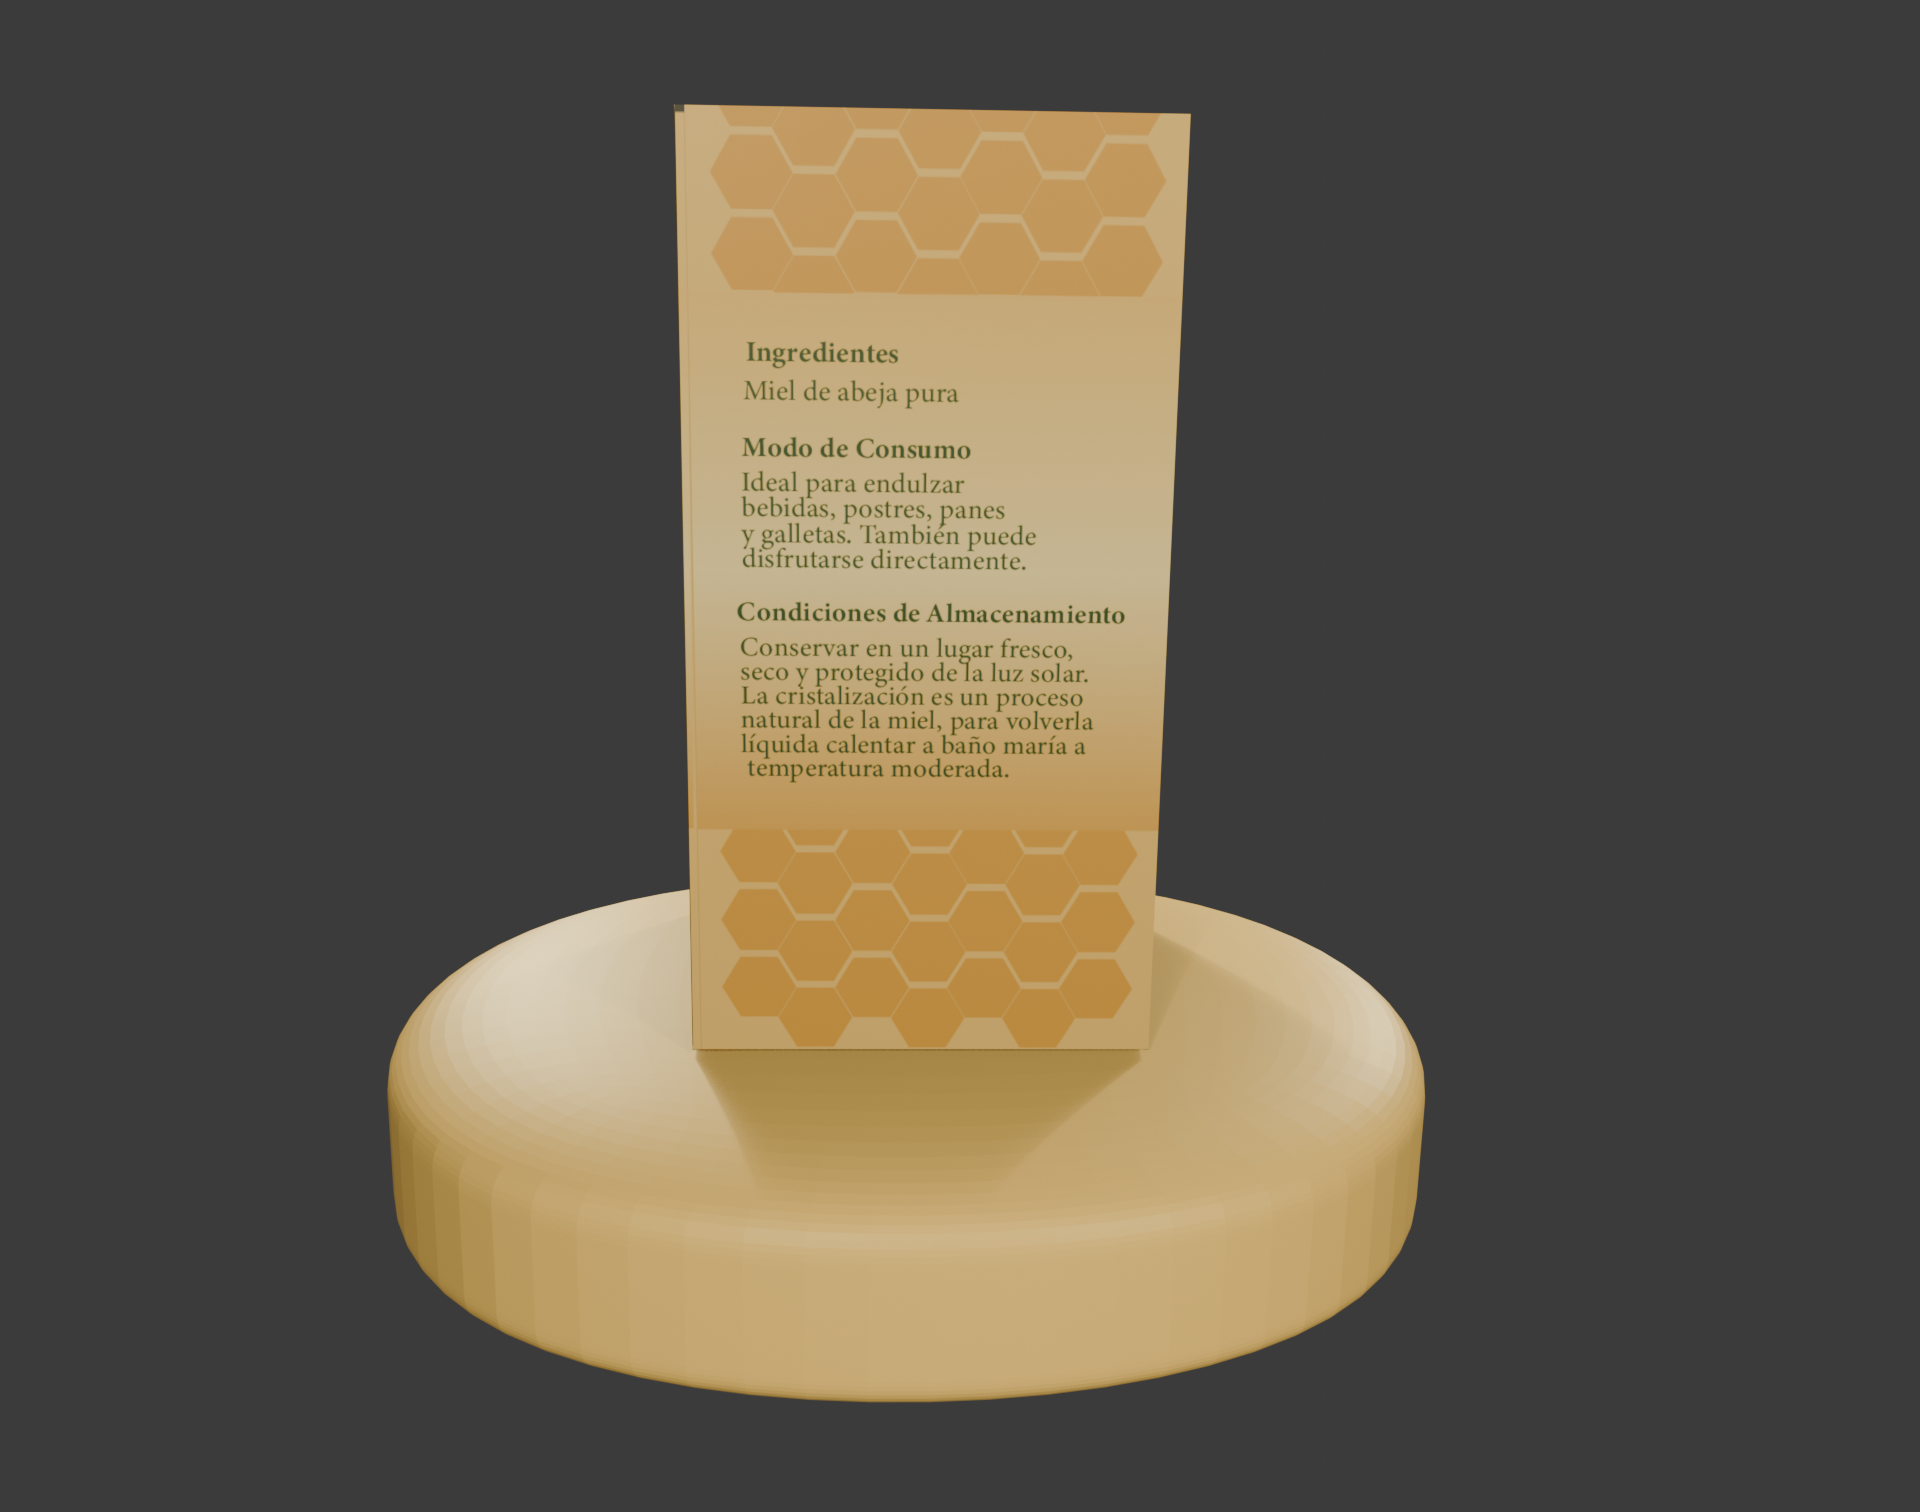 Ingredientes
Miel de abeja pura
Modo de Consumo
Ideal para endulzar
bebidas, postres, panes
y galletas. También puede
disfrutarse directamente.
Condiciones de Almacenamiento
Conservar en un lugar fresco,
seco y protegido de la luz solar.
La cristalización es un proceso
natural de la miel, para volverla
líquida calentar a baño maría a
temperatura moderada.